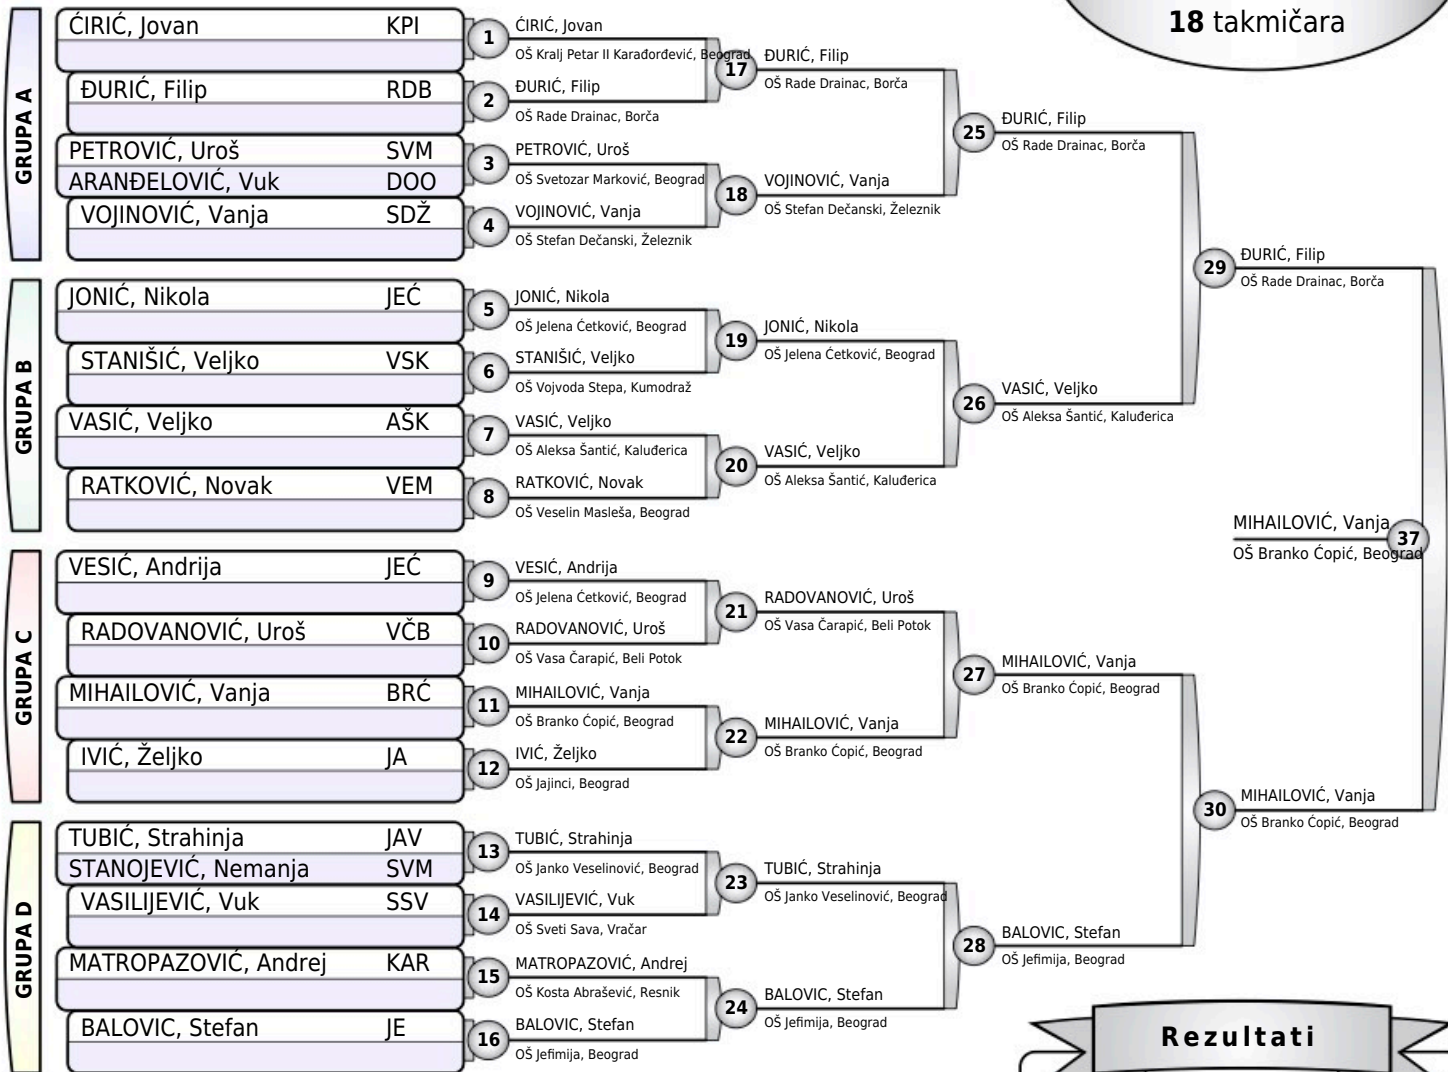 18 takmičara
GRUPA A
ĆIRIĆ, Jovan KPI
ĐURIĆ, Filip RDB
PETROVIĆ, Uroš SVM
ARANĐELOVIĆ, Vuk DOO
VOJINOVIĆ, Vanja SDŽ
GRUPA B
JONIĆ, Nikola JEĆ
STANIŠIĆ, Veljko VSK
VASIĆ, Veljko AŠK
RATKOVIĆ, Novak VEM
GRUPA C
VESIĆ, Andrija JEĆ
RADOVANOVIĆ, Uroš VČB
MIHAILOVIĆ, Vanja BRĆ
IVIĆ, Željko JA
GRUPA D
TUBIĆ, Strahinja JAV
STANOJEVIĆ, Nemanja SVM
VASILIJEVIĆ, Vuk SSV
MATROPAZOVIĆ, Andrej KAR
BALOVIC, Stefan JE
1 ĆIRIĆ, Jovan
OŠ Kralj Petar II Karađorđević, Beograd
2 ĐURIĆ, Filip
OŠ Rade Drainac, Borča
3 PETROVIĆ, Uroš
OŠ Svetozar Marković, Beograd
4 VOJINOVIĆ, Vanja
OŠ Stefan Dečanski, Železnik
5 JONIĆ, Nikola
OŠ Jelena Ćetković, Beograd
6 STANIŠIĆ, Veljko
OŠ Vojvoda Stepa, Kumodraž
7 VASIĆ, Veljko
OŠ Aleksa Šantić, Kaluđerica
8 RATKOVIĆ, Novak
OŠ Veselin Masleša, Beograd
9 VESIĆ, Andrija
OŠ Jelena Ćetković, Beograd
10 RADOVANOVIĆ, Uroš
OŠ Vasa Čarapić, Beli Potok
11 MIHAILOVIĆ, Vanja
OŠ Branko Ćopić, Beograd
12 IVIĆ, Željko
OŠ Jajinci, Beograd
13 TUBIĆ, Strahinja
OŠ Janko Veselinović, Beograd
14 VASILIJEVIĆ, Vuk
OŠ Sveti Sava, Vračar
15 MATROPAZOVIĆ, Andrej
OŠ Kosta Abrašević, Resnik
16 BALOVIC, Stefan
OŠ Jefimija, Beograd
17 ĐURIĆ, Filip
OŠ Rade Drainac, Borča
18 VOJINOVIĆ, Vanja
OŠ Stefan Dečanski, Železnik
19 JONIĆ, Nikola
OŠ Jelena Ćetković, Beograd
20 VASIĆ, Veljko
OŠ Aleksa Šantić, Kaluđerica
21 RADOVANOVIĆ, Uroš
OŠ Vasa Čarapić, Beli Potok
22 MIHAILOVIĆ, Vanja
OŠ Branko Ćopić, Beograd
23 TUBIĆ, Strahinja
OŠ Janko Veselinović, Beograd
24 BALOVIC, Stefan
OŠ Jefimija, Beograd
25 ĐURIĆ, Filip
OŠ Rade Drainac, Borča
26 VASIĆ, Veljko
OŠ Aleksa Šantić, Kaluđerica
27 MIHAILOVIĆ, Vanja
OŠ Branko Ćopić, Beograd
28 BALOVIC, Stefan
OŠ Jefimija, Beograd
29 ĐURIĆ, Filip
OŠ Rade Drainac, Borča
30 MIHAILOVIĆ, Vanja
OŠ Branko Ćopić, Beograd
MIHAILOVIĆ, Vanja 37
OŠ Branko Ćopić, Beograd
Rezultati